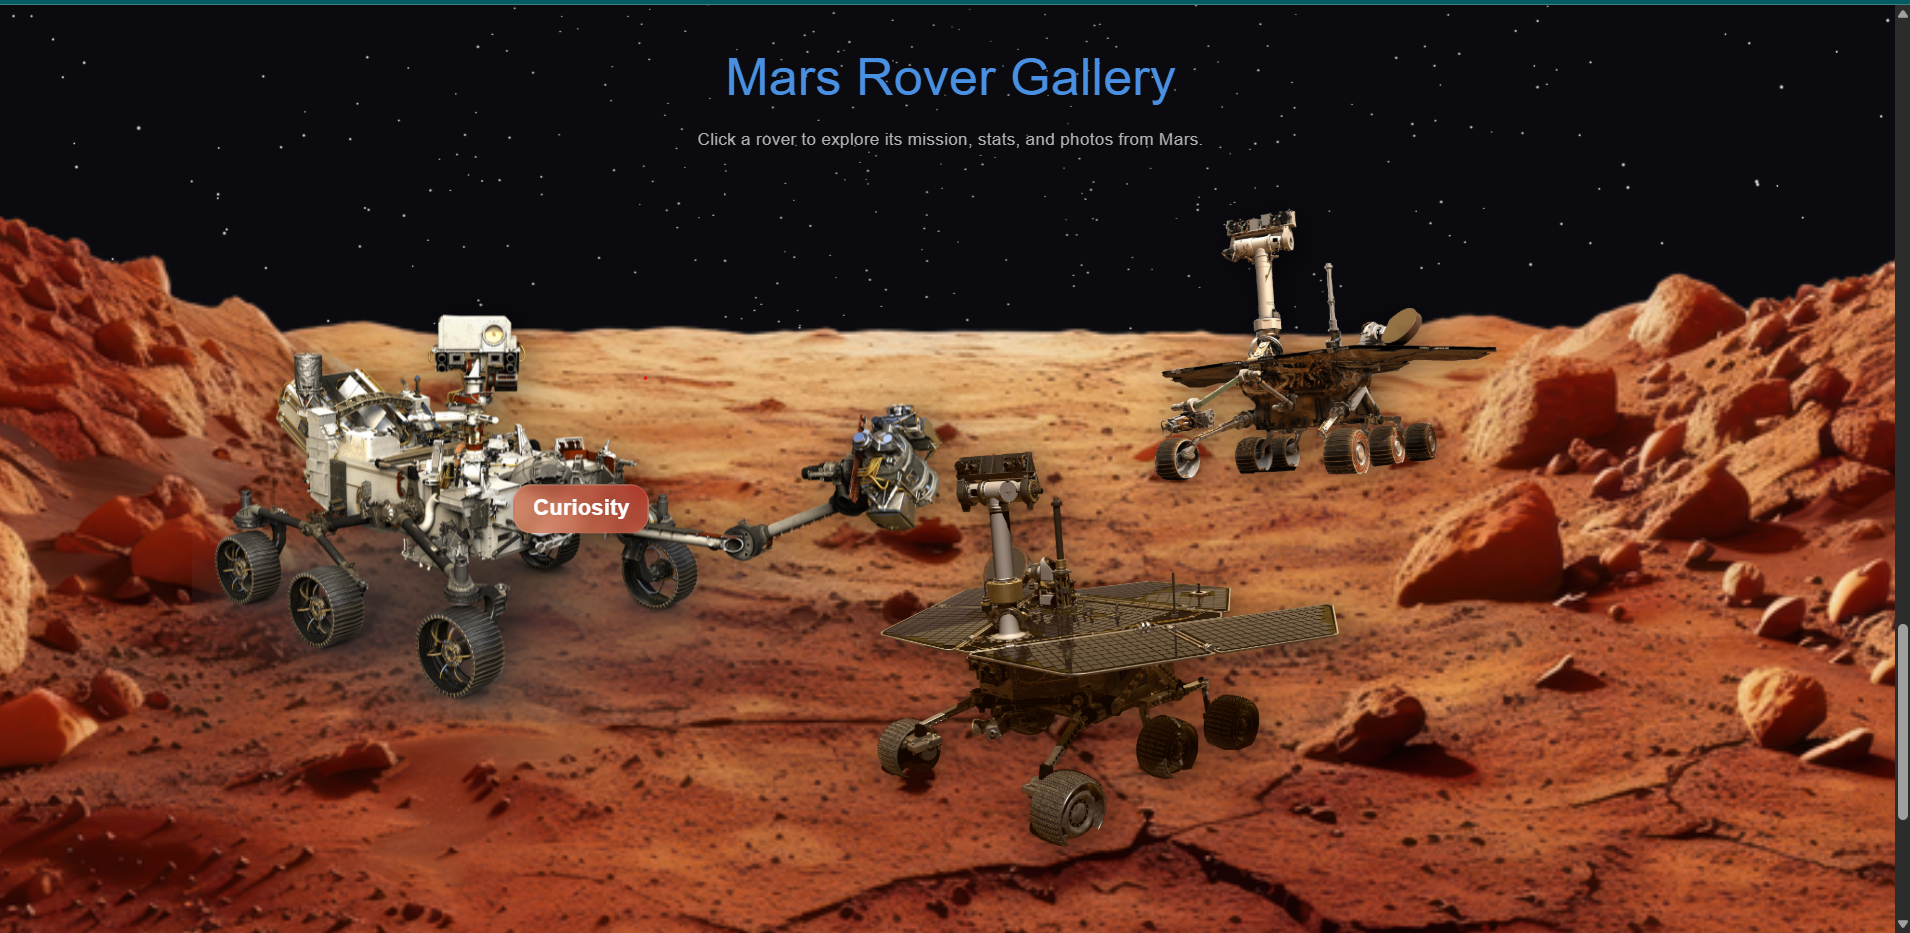 Mars Rover Gallery
Click a rover to explore its mission, stats, and photos from Mars.
Curiosity